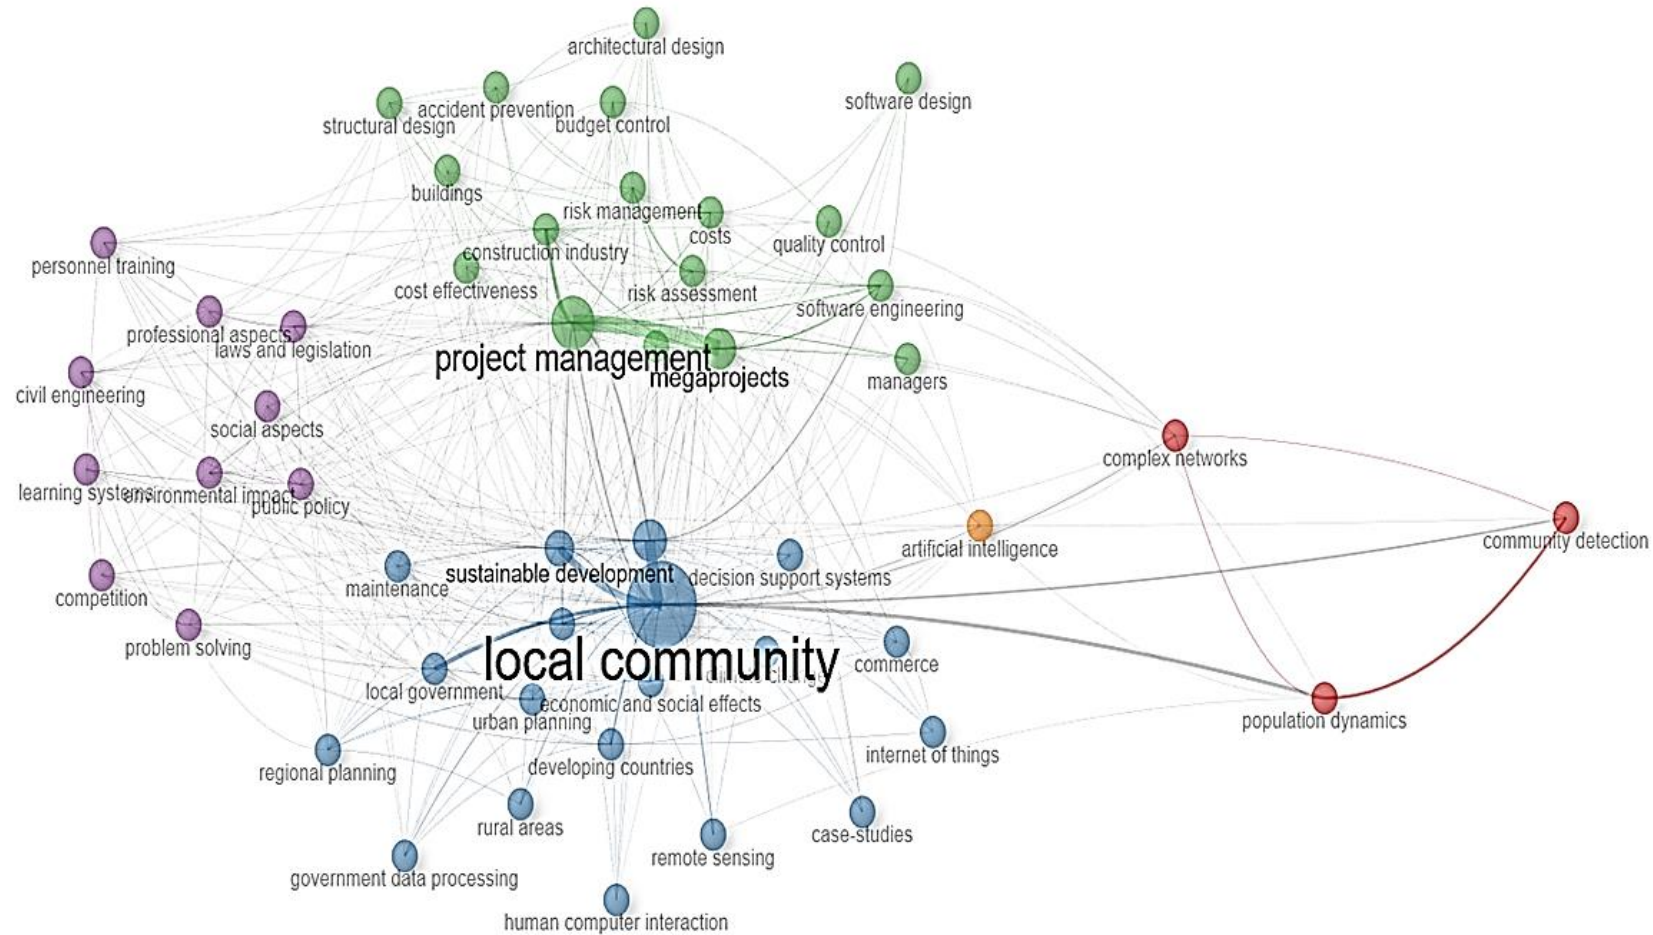 architectural design
software design
accident prevention
structural design
budget control
buildings
risk management
costs
quality control
construction industry
personnel training
cost effectiveness
risk assessment
software engineering
professional aspects
laws and legislation
project management
megaprojects
managers
civil engineering
social aspects
complex networks
learning systems
environmental impact
public policy
community detection
artificial intelligence
sustainable development
decision support systems
maintenance
competition
problem solving
local community
commerce
climate change
local government
economic and social effects
urban planning
population dynamics
internet of things
developing countries
regional planning
rural areas
case-studies
remote sensing
government data processing
human computer interaction